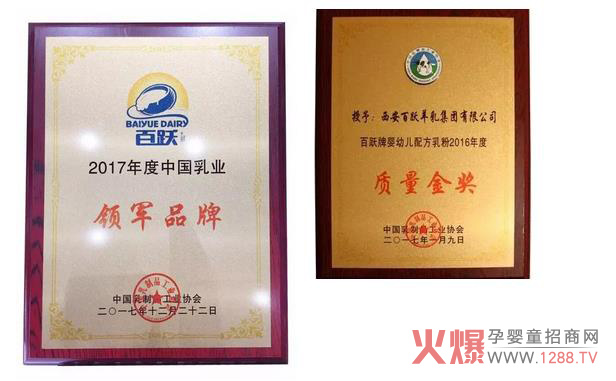 BAIYUE DAIRY
百跃
2017年度中国乳业
领军品牌
中国乳制品工业协会
二〇一七年十二月二十二日
授予：西安百跃羊乳集团有限公司
百跃牌婴幼儿配方乳粉2016年度
质量金奖
中国乳制品工业协会
二〇一七年一月九日
火爆孕婴童招商网
www.1288.TV